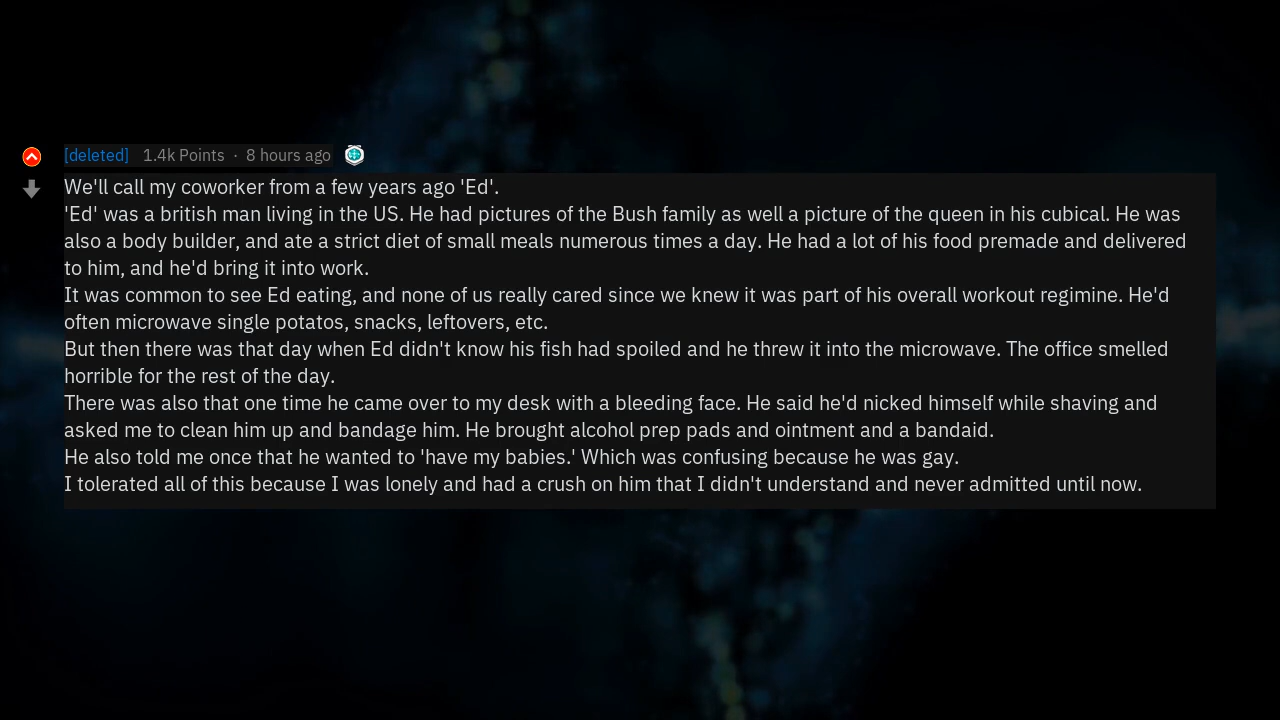 [deleted] 1.4k Points · 8 hours ago
We'll call my coworker from a few years ago 'Ed'.
'Ed' was a british man living in the US. He had pictures of the Bush family as well a picture of the queen in his cubical. He was
also a body builder, and ate a strict diet of small meals numerous times a day. He had a lot of his food premade and delivered
to him, and he'd bring it into work.
It was common to see Ed eating, and none of us really cared since we knew it was part of his overall workout regimine. He'd
often microwave single potatos, snacks, leftovers, etc.
But then there was that day when Ed didn't know his fish had spoiled and he threw it into the microwave. The office smelled
horrible for the rest of the day.
There was also that one time he came over to my desk with a bleeding face. He said he'd nicked himself while shaving and
asked me to clean him up and bandage him. He brought alcohol prep pads and ointment and a bandaid.
He also told me once that he wanted to 'have my babies.' Which was confusing because he was gay.
I tolerated all of this because I was lonely and had a crush on him that I didn't understand and never admitted until now.